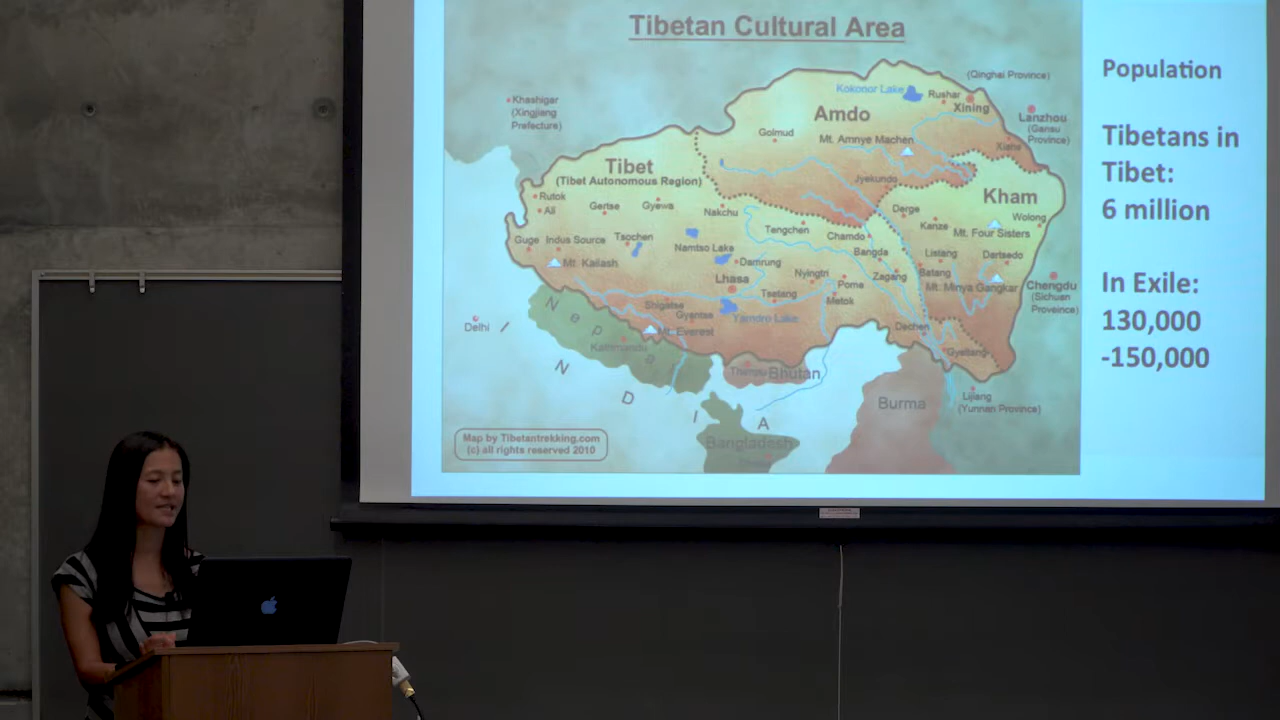 Tibetan Cultural Area
Population
Tibetans in
Tibet:
6 million
In Exile:
130,000
-150,000
(Qinghai Province)
Kokonor Lake
Rushar
Xining
Khashigar
(Xingjiang
Prefecture)
Amdo
Lanzhou
(Gansu
Province)
Golmud
Mt. Amnye Machen
Tibet
(Tibet Autonomous Region)
Jyekundo
Kham
Rutok
Ali
Gertse
Gyewa
Nakchu
Derge
Kanze
Wolong
Mt. Four Sisters
Tengchen
Chamdo
Guge
Indus Source
Tsochen
Namtso Lake
Bangda
Listang
Dartsedo
Mt. Kailash
Damrung
Lhasa
Nyingtri
Pome
Zagang
Batang
Mt. Minya Gangkar
Chengdu
(Sichuan
Provience)
Tsetang
Metok
Shigatse
Gyantse
Yamdro Lake
Delhi
Nepal
Mt. Everest
Kathmandu
Dechen
Gyeltang
Thimpu
Bhutan
INDIA
Burma
Lijiang
(Yunnan Province)
Bangladesh
Map by Tibetantrekking.com
(c) all rights reserved 2010